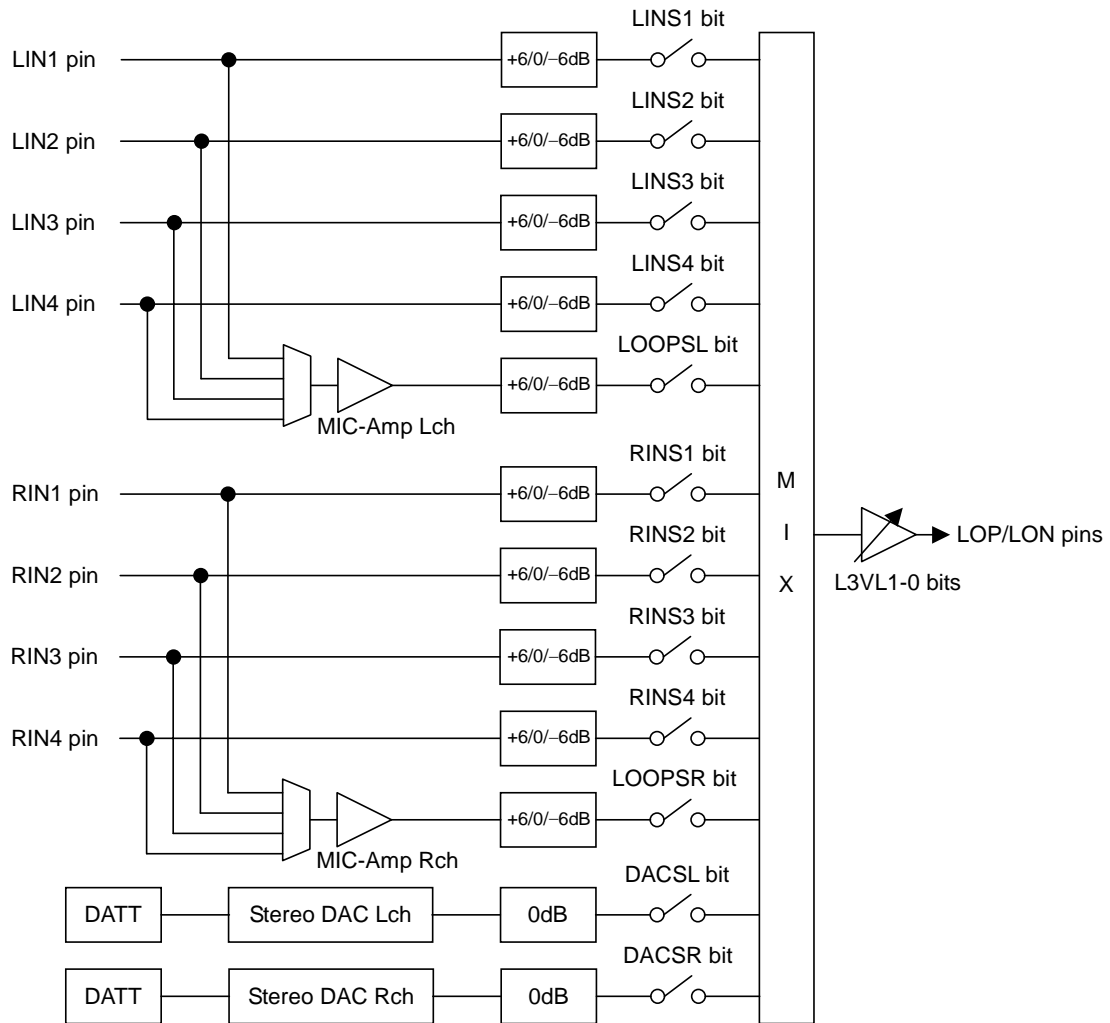 LINS1 bit
LIN1 pin
+6/0/−6dB
LINS2 bit
LIN2 pin
+6/0/−6dB
LINS3 bit
LIN3 pin
+6/0/−6dB
LINS4 bit
LIN4 pin
+6/0/−6dB
LOOPSL bit
+6/0/−6dB
MIC-Amp Lch
RINS1 bit
RIN1 pin
+6/0/−6dB
RINS2 bit
RIN2 pin
+6/0/−6dB
RINS3 bit
RIN3 pin
+6/0/−6dB
RINS4 bit
RIN4 pin
+6/0/−6dB
LOOPSR bit
+6/0/−6dB
MIC-Amp Rch
DACSL bit
DATT
Stereo DAC Lch
0dB
DACSR bit
DATT
Stereo DAC Rch
0dB
M
I
X
LOP/LON pins
L3VL1-0 bits